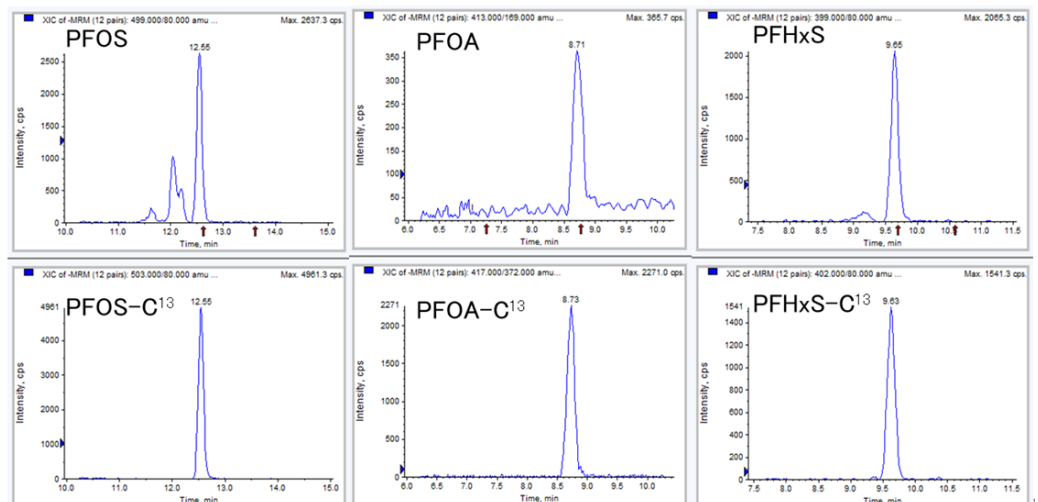 XIC of -MRM (12 pairs): 499.000/80.000 amu ... Max. 2637.3 cps.
PFOS
12.55
2500
2000
1500
1000
500
0
Intensity, cps
10.0 11.0 12.0 13.0 14.0 15.0
Time, min
XIC of -MRM (12 pairs): 413.000/169.000 amu ... Max. 365.7 cps.
PFOA
8.71
350
300
250
200
150
100
50
0
Intensity, cps
6.0 6.5 7.0 7.5 8.0 8.5 9.0 9.5 10.0
Time, min
XIC of -MRM (12 pairs): 399.000/80.000 amu ... Max. 2065.3 cps.
PFHxS
9.65
2000
1500
1000
500
0
Intensity, cps
7.5 8.0 8.5 9.0 9.5 10.0 10.5 11.0 11.5
Time, min
XIC of -MRM (12 pairs): 503.000/80.000 amu ... Max. 4961.3 cps.
PFOS-C¹³
12.55
4961
4000
3000
2000
1000
0
Intensity, cps
10.0 11.0 12.0 13.0 14.0 15.0
Time, min
XIC of -MRM (12 pairs): 417.000/372.000 amu ... Max. 2271.0 cps.
PFOA-C¹³
8.73
2271
2000
1500
1000
500
0
Intensity, cps
6.0 6.5 7.0 7.5 8.0 8.5 9.0 9.5 10.0
Time, min
XIC of -MRM (12 pairs): 402.000/80.000 amu ... Max. 1541.3 cps.
PFHxS-C¹³
9.63
1541
1400
1200
1000
800
600
400
200
0
Intensity, cps
7.5 8.0 8.5 9.0 9.5 10.0 10.5 11.0 11.5
Time, min